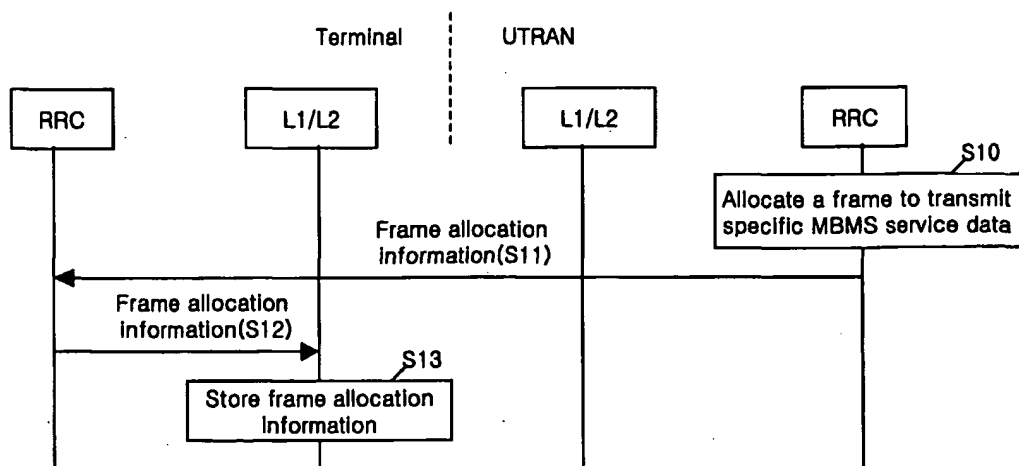 Terminal
UTRAN
RRC
L1/L2
L1/L2
RRC
S10
Allocate a frame to transmit
specific MBMS service data
Frame allocation
information(S11)
Frame allocation
information(S12)
S13
Store frame allocation
information